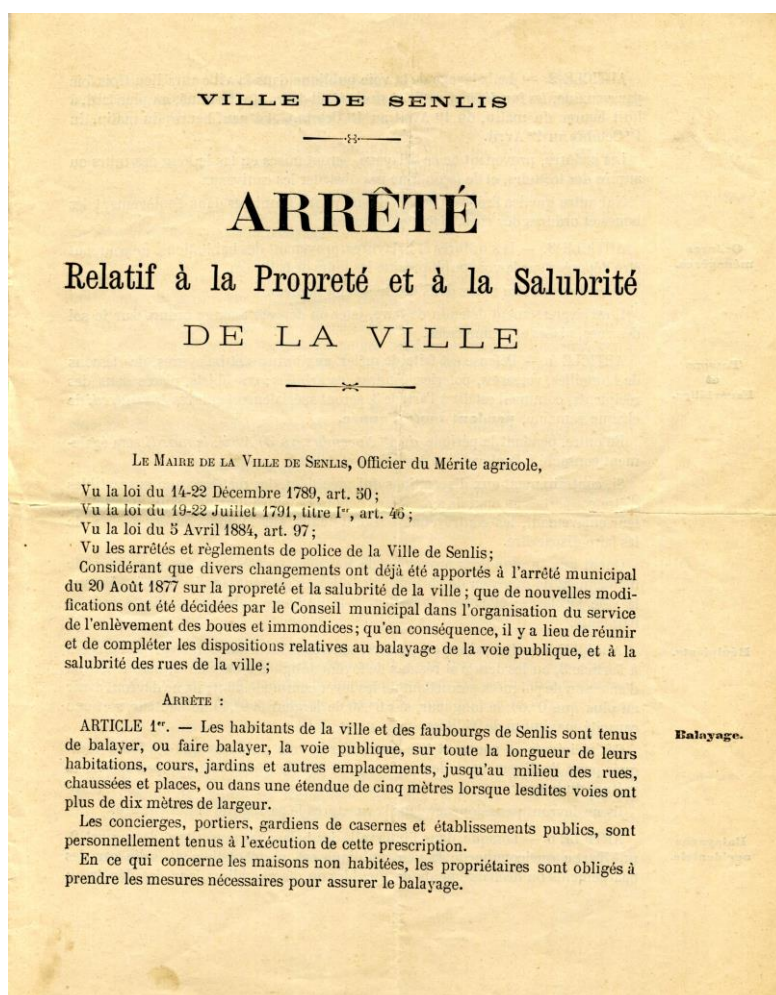 VILLE DE SENLIS
ARRÊTÉ
Relatif à la Propreté et à la Salubrité
DE LA VILLE
LE MAIRE DE LA VILLE DE SENLIS, Officier du Mérite agricole,
Vu la loi du 14-22 Décembre 1789, art. 50;
Vu la loi du 19-22 Juillet 1791, titre Ier, art. 46;
Vu la loi du 5 Avril 1884, art. 97;
Vu les arrêtés et règlements de police de la Ville de Senlis;
Considérant que divers changements ont déjà été apportés à l'arrêté municipal
du 20 Août 1877 sur la propreté et la salubrité de la ville; que de nouvelles modi-
fications ont été décidées par le Conseil municipal dans l'organisation du service
de l'enlèvement des boues et immondices; qu'en conséquence, il y a lieu de réunir
et de compléter les dispositions relatives au balayage de la voie publique, et à la
salubrité des rues de la ville;
ARRÊTE :
ARTICLE 1er. — Les habitants de la ville et des faubourgs de Senlis sont tenus
de balayer, ou faire balayer, la voie publique, sur toute la longueur de leurs
habitations, cours, jardins et autres emplacements, jusqu'au milieu des rues,
chaussées et places, ou dans une étendue de cinq mètres lorsque lesdites voies ont
plus de dix mètres de largeur.
Balayage.
Les concierges, portiers, gardiens de casernes et établissements publics, sont
personnellement tenus à l'exécution de cette prescription.
En ce qui concerne les maisons non habitées, les propriétaires sont obligés à
prendre les mesures nécessaires pour assurer le balayage.